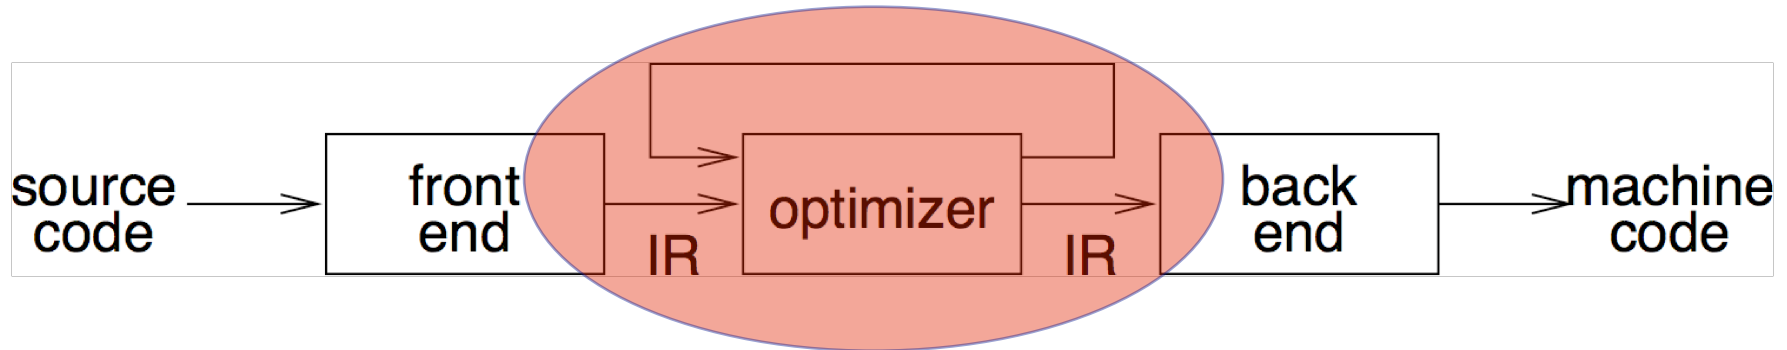 source
code
front
end
IR
optimizer
IR
back
end
machine
code